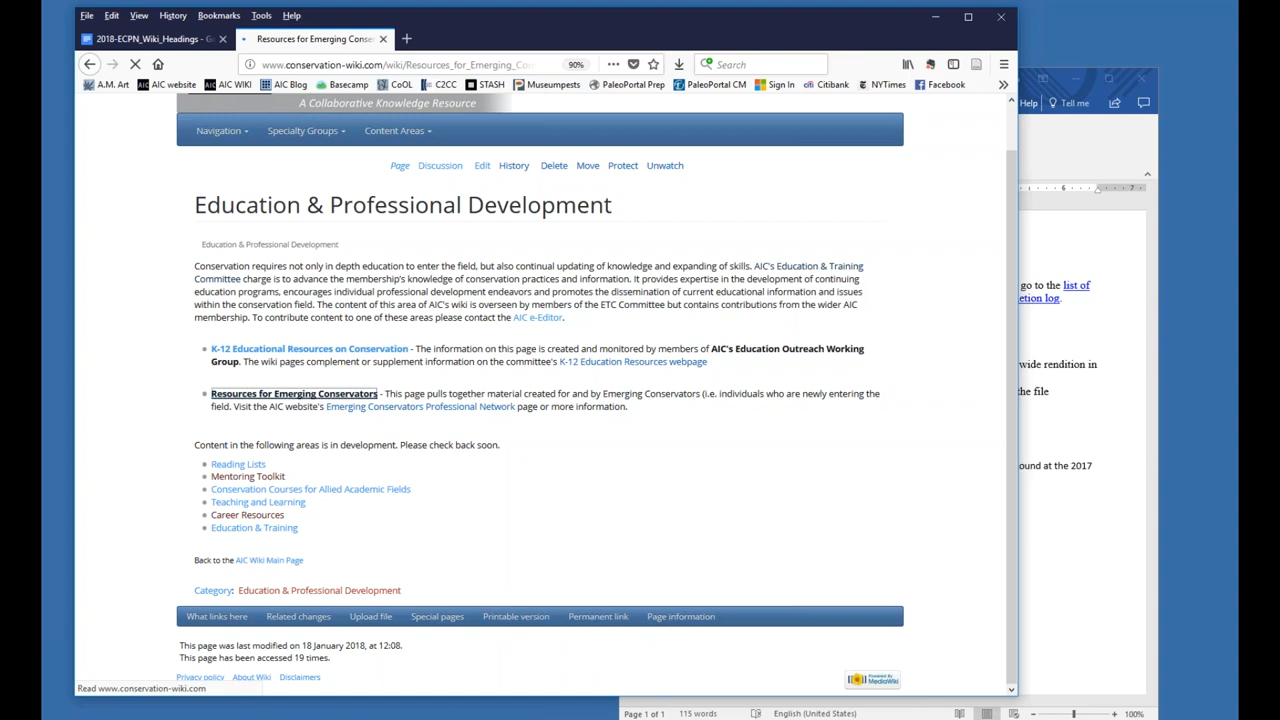 File Edit View History Bookmarks Tools Help
2018-ECPN_Wiki_Headings - G Resources for Emerging Conser
www.conservation-wiki.com/wiki/Resources_for_Emerging_Co 90% Search
A.M. Art AIC website AIC WIKI AIC Blog Basecamp CoOL C2CC STASH Museumpests PaleoPortal Prep PaleoPortal CM Sign In Citibank NYTimes Facebook
Help Tell me
A Collaborative Knowledge Resource
Navigation Specialty Groups Content Areas
Page Discussion Edit History Delete Move Protect Unwatch
6 7
Education & Professional Development
Education & Professional Development
Conservation requires not only in depth education to enter the field, but also continual updating of knowledge and expanding of skills. AIC's Education & Training
Committee charge is to advance the membership's knowledge of conservation practices and information. It provides expertise in the development of continuing
education programs, encourages individual professional development endeavors and promotes the dissemination of current educational information and issues
within the conservation field. The content of this area of AIC's wiki is overseen by members of the ETC Committee but contains contributions from the wider AIC
membership. To contribute content to one of these areas please contact the AIC e-Editor.
K-12 Educational Resources on Conservation - The information on this page is created and monitored by members of AIC's Education Outreach Working
Group. The wiki pages complement or supplement information on the committee's K-12 Education Resources webpage
Resources for Emerging Conservators - This page pulls together material created for and by Emerging Conservators (i.e. individuals who are newly entering the
field. Visit the AIC website's Emerging Conservators Professional Network page or more information.
Content in the following areas is in development. Please check back soon.
Reading Lists
Mentoring Toolkit
Conservation Courses for Allied Academic Fields
Teaching and Learning
Career Resources
Education & Training
Back to the AIC Wiki Main Page
Category: Education & Professional Development
What links here Related changes Upload file Special pages Printable version Permanent link Page information
This page was last modified on 18 January 2018, at 12:08.
This page has been accessed 19 times.
Privacy policy About Wiki Disclaimers
Powered By MediaWiki
Read www.conservation-wiki.com
go to the list of
etion log.
wide rendition in
the file
ound at the 2017
Page 1 of 1 115 words English (United States) 100%